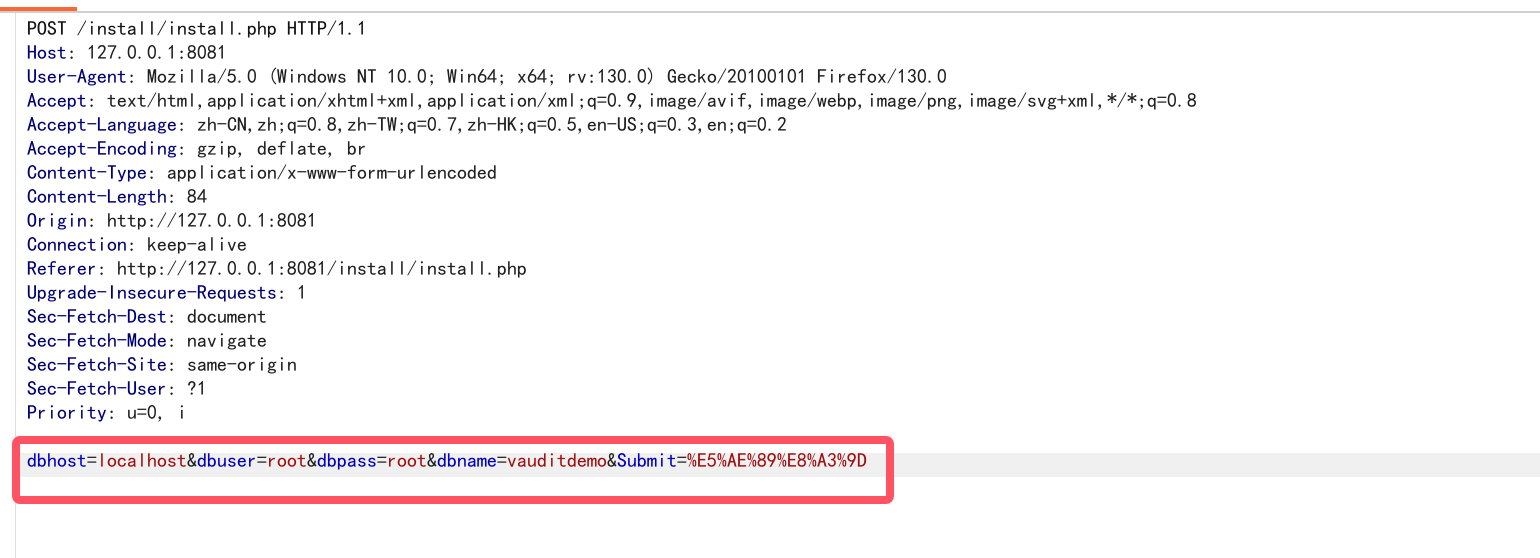 POST /install/install.php HTTP/1.1
Host: 127.0.0.1:8081
User-Agent: Mozilla/5.0 (Windows NT 10.0; Win64; x64; rv:130.0) Gecko/20100101 Firefox/130.0
Accept: text/html,application/xhtml+xml,application/xml;q=0.9,image/avif,image/webp,image/png,image/svg+xml,*/*;q=0.8
Accept-Language: zh-CN,zh;q=0.8,zh-TW;q=0.7,zh-HK;q=0.5,en-US;q=0.3,en;q=0.2
Accept-Encoding: gzip, deflate, br
Content-Type: application/x-www-form-urlencoded
Content-Length: 84
Origin: http://127.0.0.1:8081
Connection: keep-alive
Referer: http://127.0.0.1:8081/install/install.php
Upgrade-Insecure-Requests: 1
Sec-Fetch-Dest: document
Sec-Fetch-Mode: navigate
Sec-Fetch-Site: same-origin
Sec-Fetch-User: ?1
Priority: u=0, i
dbhost=localhost&dbuser=root&dbpass=root&dbname=vauditdemo&Submit=%E5%AE%89%E8%A3%9D